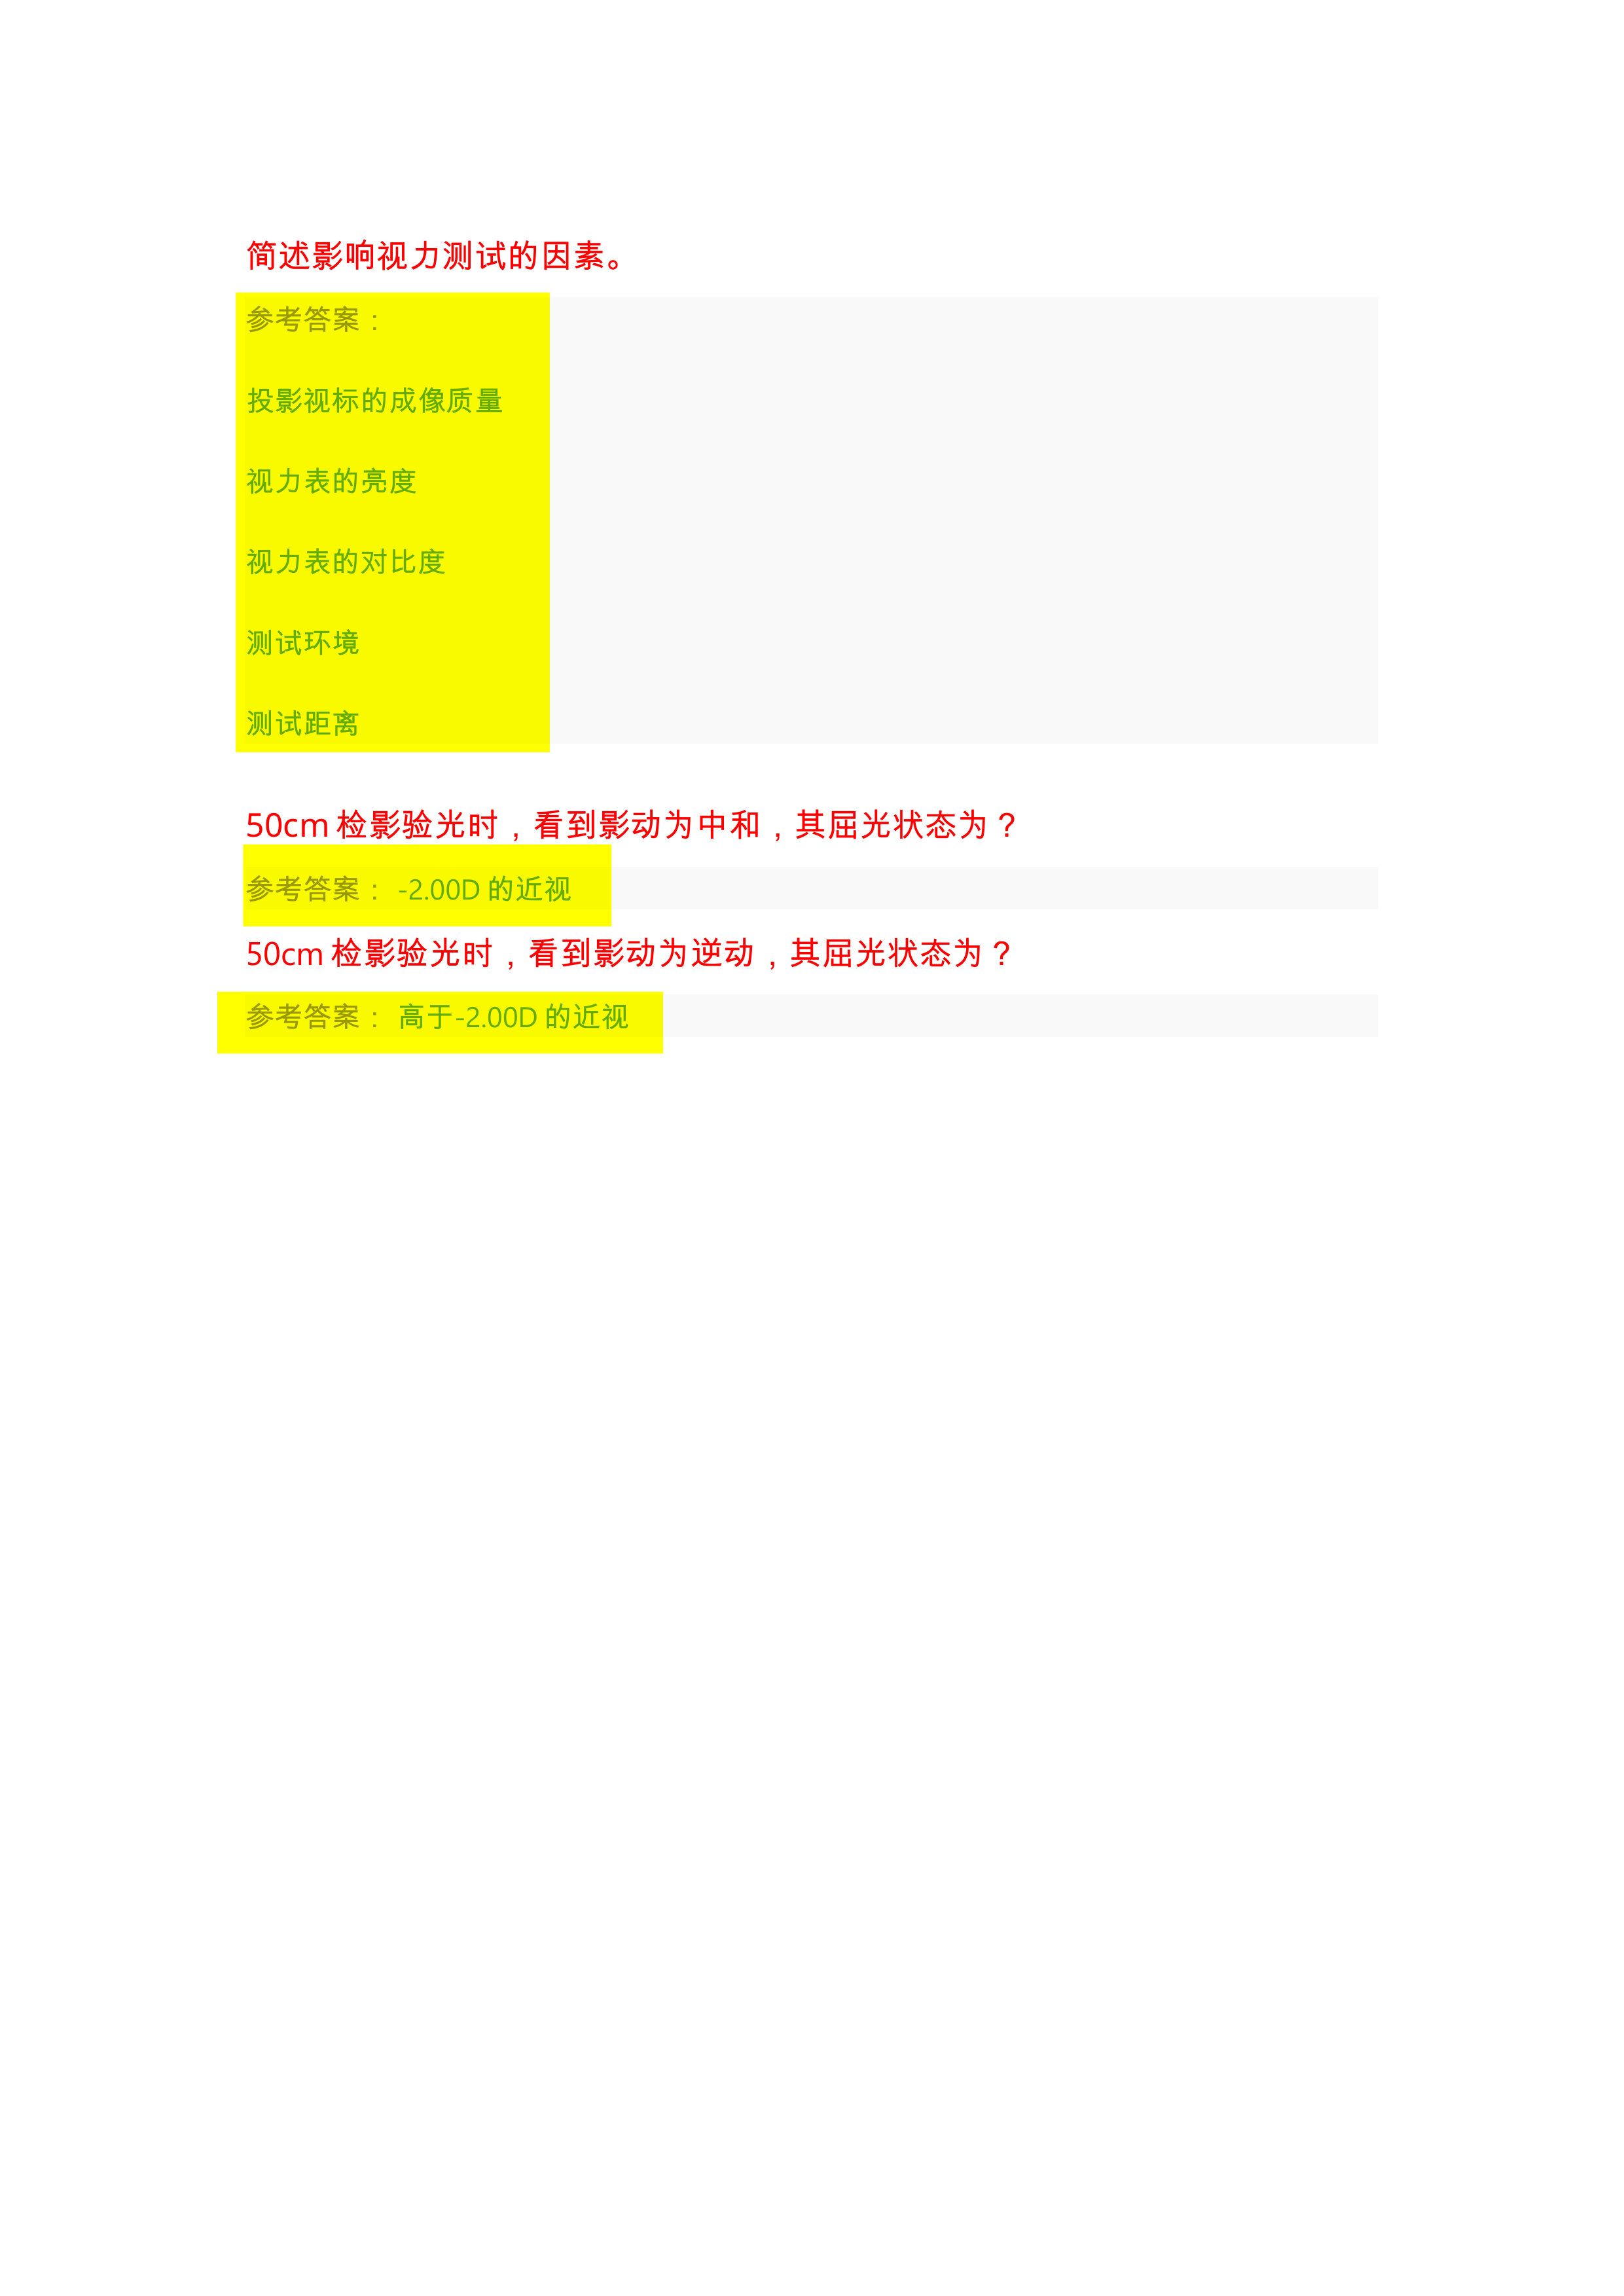 简述影响视力测试的因素。
参考答案：
投影视标的成像质量
视力表的亮度
视力表的对比度
测试环境
测试距离
50cm 检影验光时，看到影动为中和，其屈光状态为？
参考答案： -2.00D 的近视
50cm 检影验光时，看到影动为逆动，其屈光状态为？
参考答案： 高于-2.00D 的近视